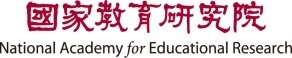 國家教育研究院
National Academy for Educational Research